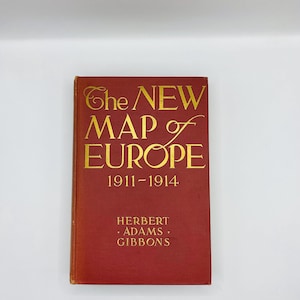 The NEW
MAP of
EUROPE
1911-1914
HERBERT
· ADAMS ·
GIBBONS